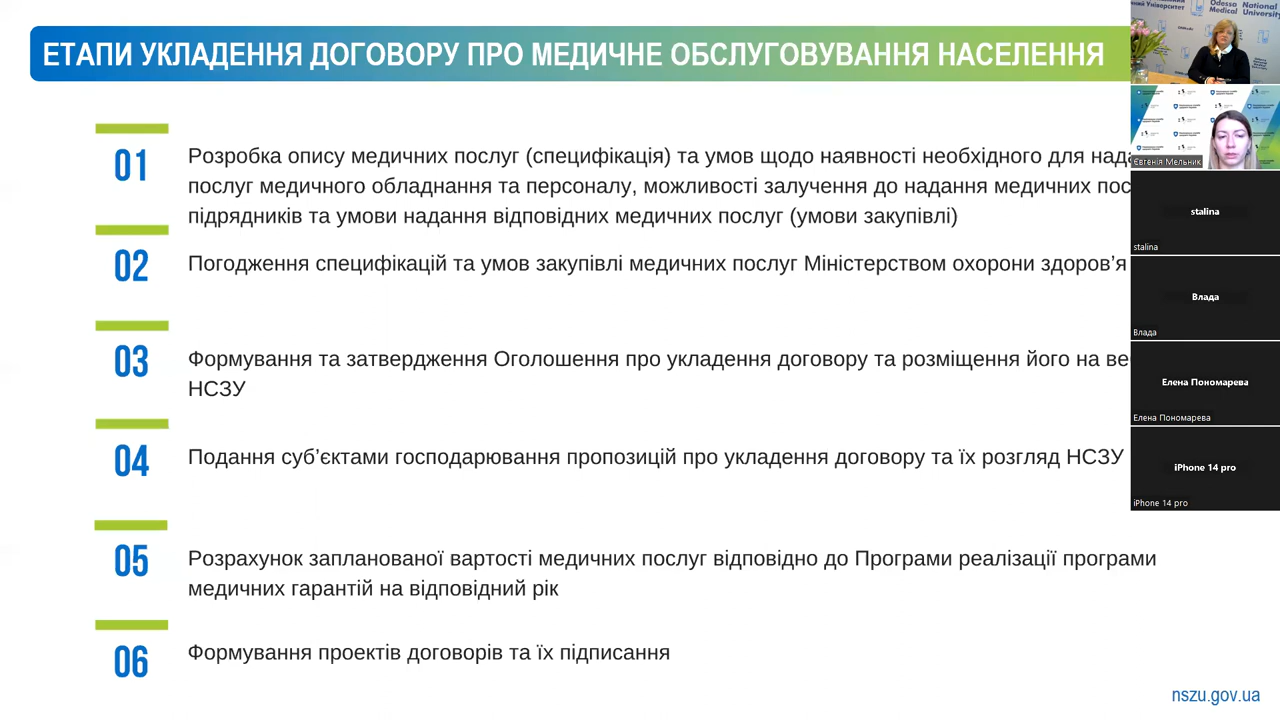 ЕТАПИ УКЛАДЕННЯ ДОГОВОРУ ПРО МЕДИЧНЕ ОБСЛУГОВУВАННЯ НАСЕЛЕННЯ
01
Розробка опису медичних послуг (специфікація) та умов щодо наявності необхідного для
послуг медичного обладнання та персоналу, можливості залучення до надання медичних
підрядників та умови надання відповідних медичних послуг (умови закупівлі)
02
Погодження специфікацій та умов закупівлі медичних послуг Міністерством охорони здоров’я
03
Формування та затвердження Оголошення про укладення договору та розміщення його на
НСЗУ
04
Подання суб’єктами господарювання пропозицій про укладення договору та їх розгляд НСЗУ
05
Розрахунок запланованої вартості медичних послуг відповідно до Програми реалізації програми
медичних гарантій на відповідний рік
06
Формування проектів договорів та їх підписання
nszu.gov.ua
Odessa National
Medical University
Євгенія Мельник
stalina
stalina
Влада
Влада
Елена Пономарева
Елена Пономарева
iPhone 14 pro
iPhone 14 pro